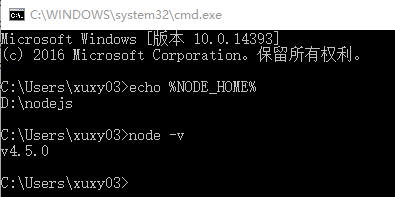 C:\WINDOWS\system32\cmd.exe
Microsoft Windows [版本 10.0.14393]
(c) 2016 Microsoft Corporation。保留所有权利。
C:\Users\xuxy03>echo %NODE_HOME%
D:\nodejs
C:\Users\xuxy03>node -v
v4.5.0
C:\Users\xuxy03>